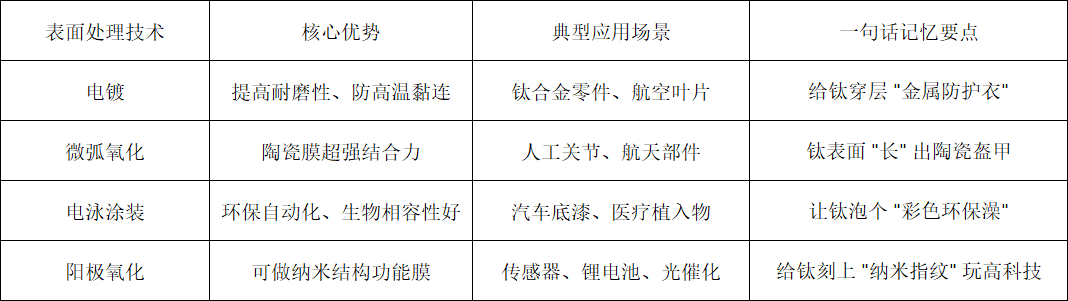 表面处理技术 核心优势 典型应用场景 一句话记忆要点
电镀 提高耐磨性、防高温黏连 钛合金零件、航空叶片 给钛穿层 "金属防护衣"
微弧氧化 陶瓷膜超强结合力 人工关节、航天部件 钛表面 "长" 出陶瓷盔甲
电泳涂装 环保自动化、生物相容性好 汽车底漆、医疗植入物 让钛泡个 "彩色环保澡"
阳极氧化 可做纳米结构功能膜 传感器、锂电池、光催化 给钛刻上 "纳米指纹" 玩高科技